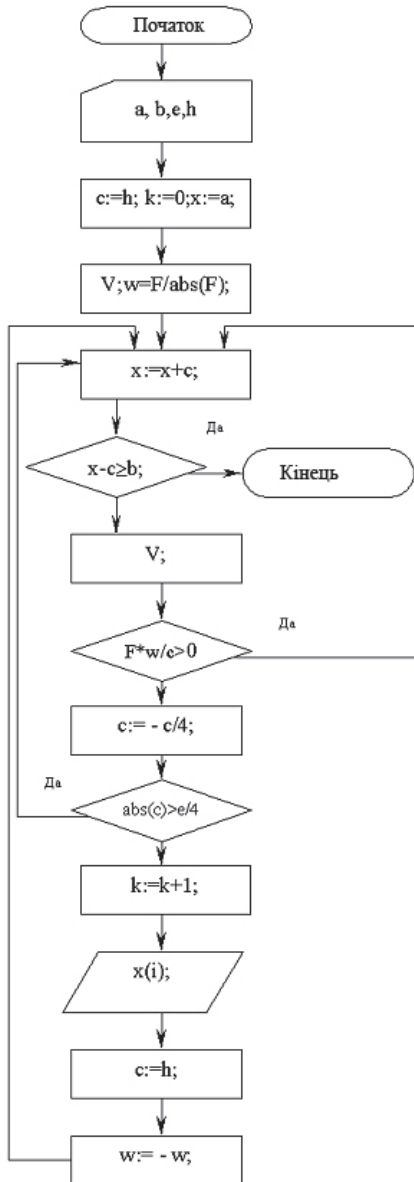 Початок
a, b,e,h
c:=h; k:=0;x:=a;
V;w=F/abs(F);
x:=x+c;
Да
x-c≥b;
Кінець
V;
Да
F*w/c>0
c:= - c/4;
Да
abs(c)>e/4
k:=k+1;
x(i);
c:=h;
w:= - w;